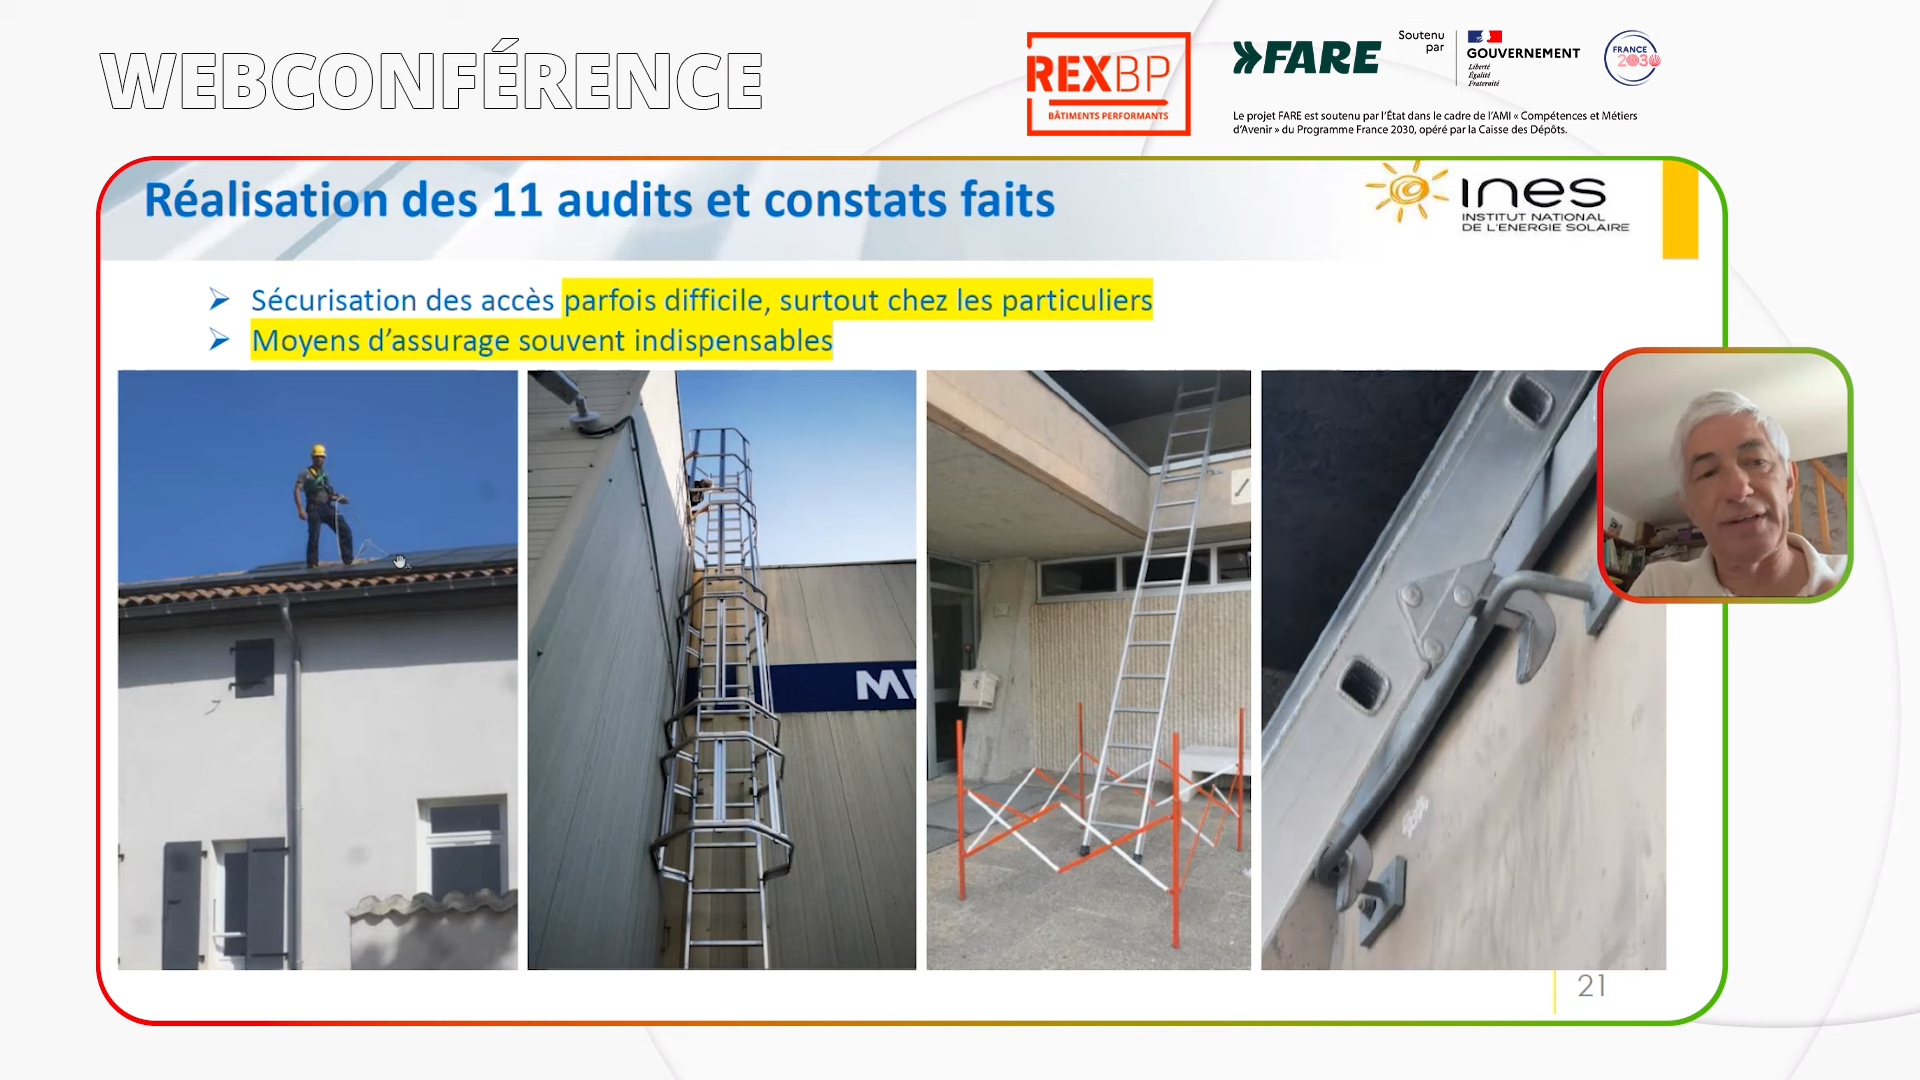 WEBCONFÉRENCE
REXBP
BÂTIMENTS PERFORMANTS
FARE
Soutenu
par
GOUVERNEMENT
Liberté
Égalité
Fraternité
FRANCE
2030
Le projet FARE est soutenu par l'État dans le cadre de l'AMI « Compétences et Métiers
d'Avenir » du Programme France 2030, opéré par la Caisse des Dépôts.
Réalisation des 11 audits et constats faits
ines
INSTITUT NATIONAL
DE L'ENERGIE SOLAIRE
Sécurisation des accès parfois difficile, surtout chez les particuliers
Moyens d'assurage souvent indispensables
21